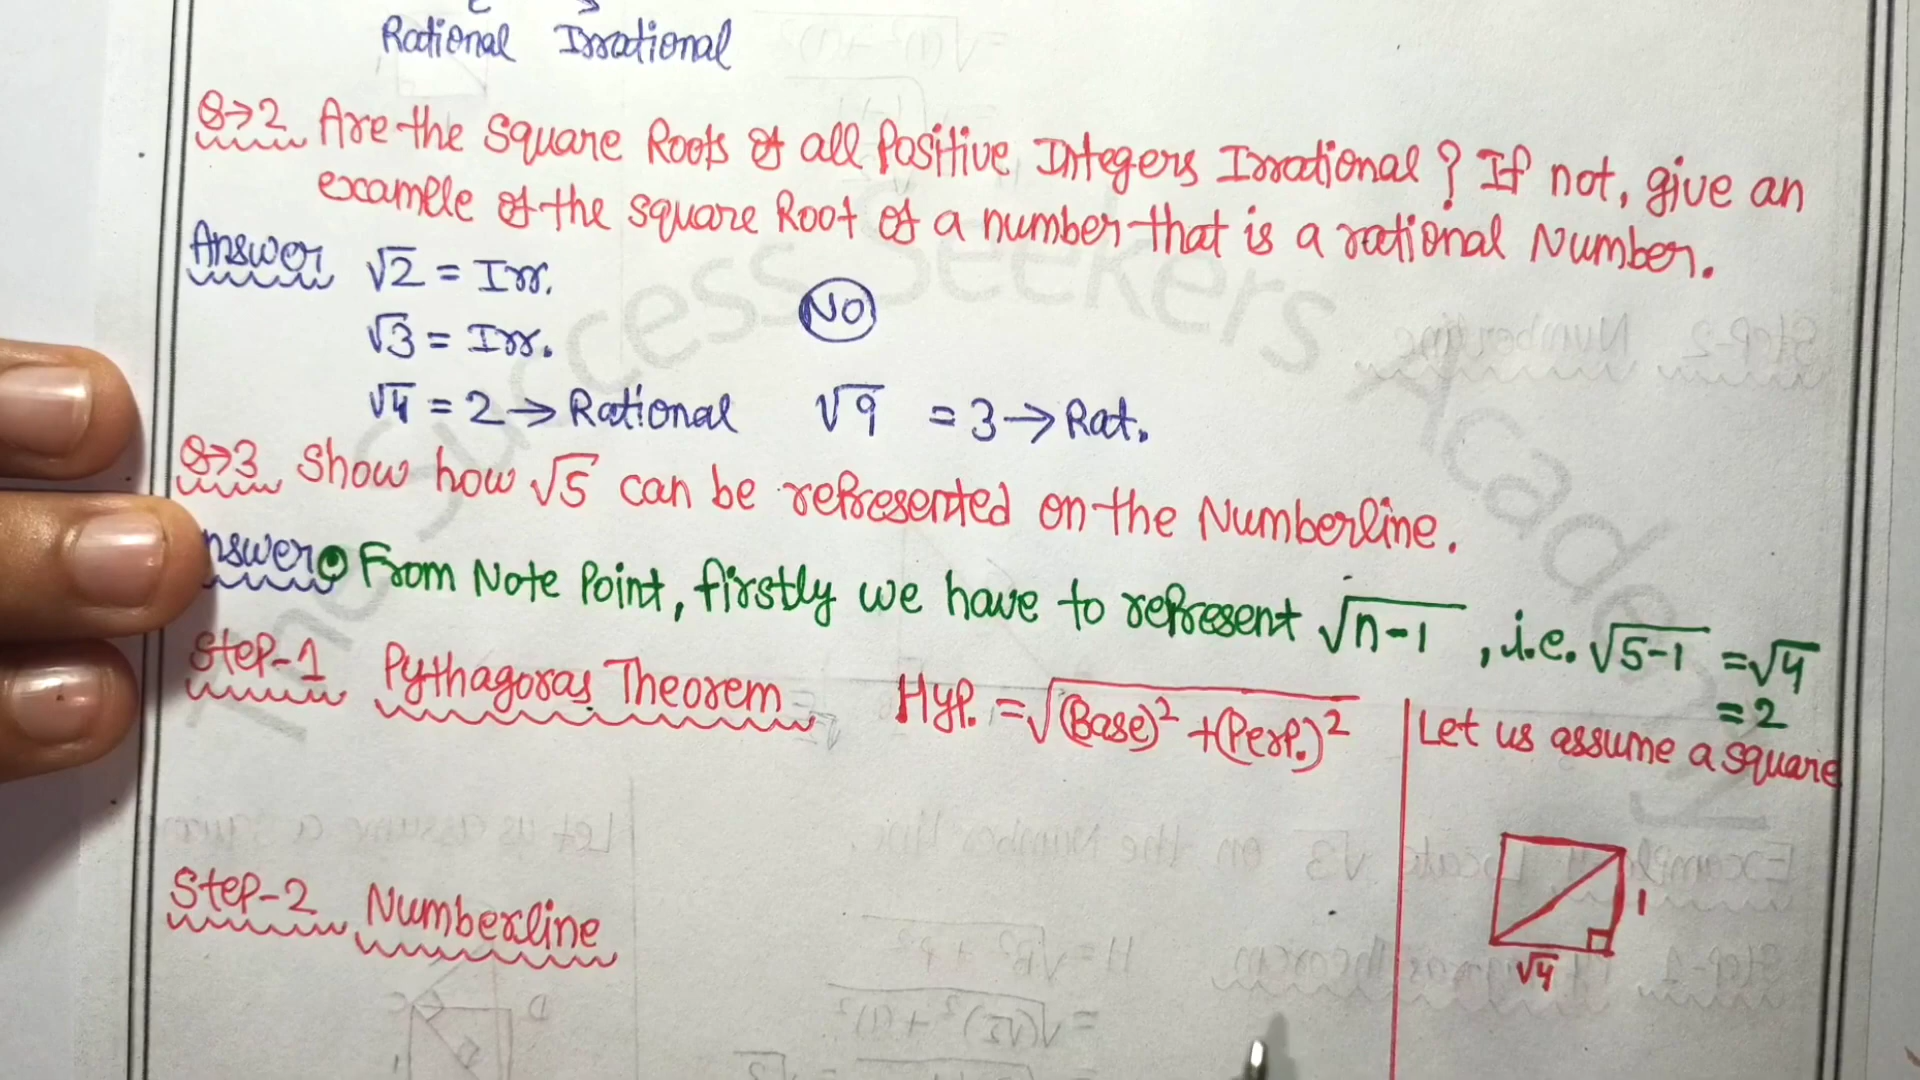 Rational Irrational
Q→2 Are the Square Roots of all Positive Integers Irrational? If not, give an
example of the square Root of a number that is a rational Number.
Answer √2 = Irr.
NO
√3 = Irr.
√4 = 2 → Rational √9 = 3 → Rat.
Q→3 Show how √5 can be represented on the Numberline.
nswer From Note Point, firstly we have to represent √n-1, i.e. √5-1 = √4
= 2
Step-1 Pythagoras Theorem Hyp. = √(Base)² + (Perp.)²
Let us assume a square
1
√4
Step-2 Numberline
The Success Seekers Academy